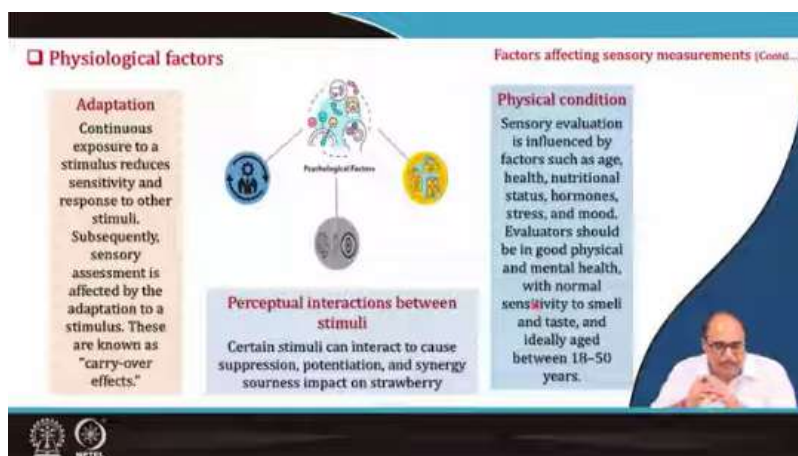 Physiological factors
Factors affecting sensory measurements (Contd...
Adaptation
Continuous
exposure to a
stimulus reduces
sensitivity and
response to other
stimuli.
Subsequently,
sensory
assessment is
affected by the
adaptation to a
stimulus. These
are known as
"carry-over
effects."
Psychological Factors
Perceptual interactions between
stimuli
Certain stimuli can interact to cause
suppression, potentiation, and synergy
sourness impact on strawberry
Physical condition
Sensory evaluation
is influenced by
factors such as age,
health, nutritional
status, hormones,
stress, and mood.
Evaluators should
be in good physical
and mental health,
with normal
sensitivity to smell
and taste, and
ideally aged
between 18–50
years.
NPTEL